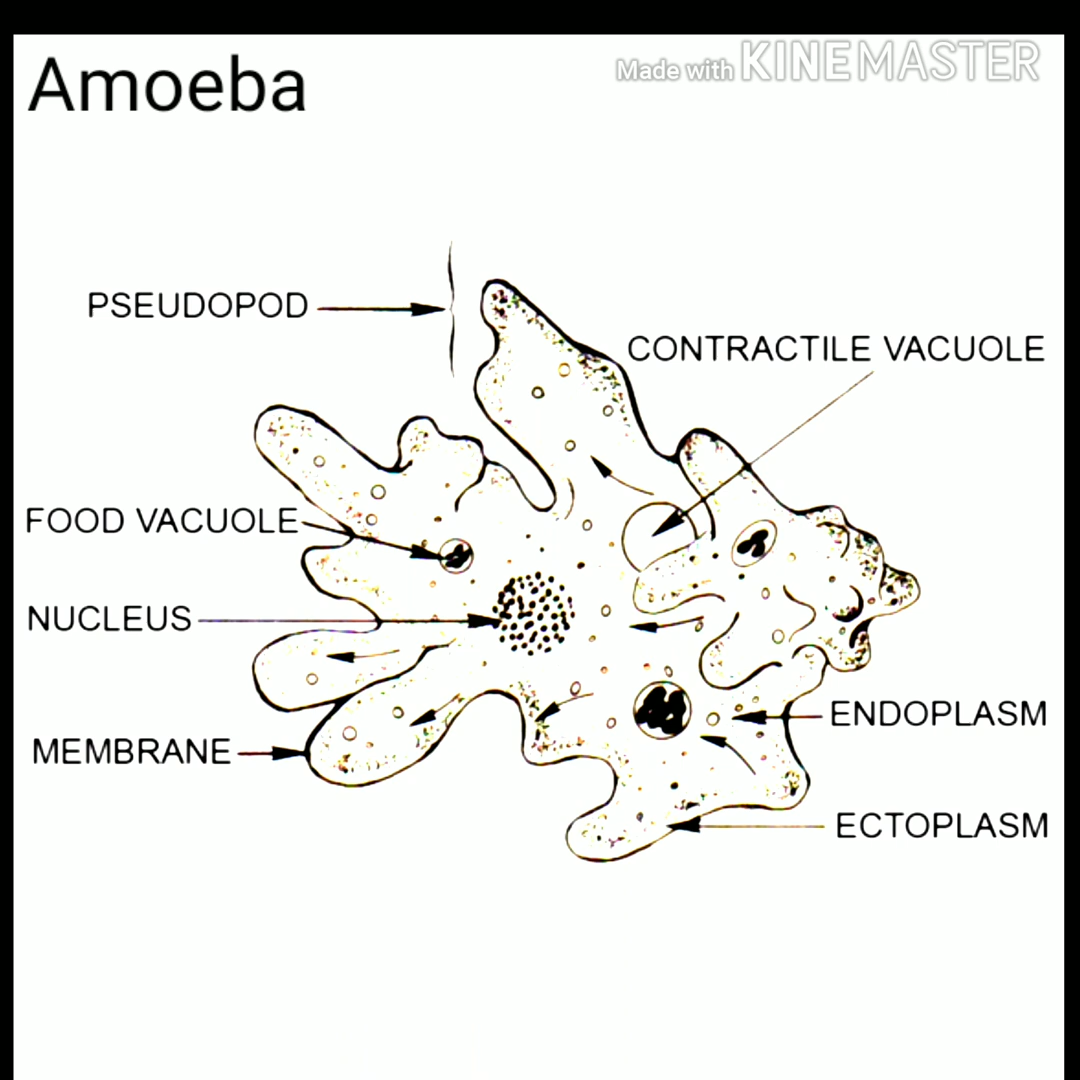 Amoeba
Made with KINEMASTER
PSEUDOPOD
CONTRACTILE VACUOLE
FOOD VACUOLE
NUCLEUS
ENDOPLASM
MEMBRANE
ECTOPLASM